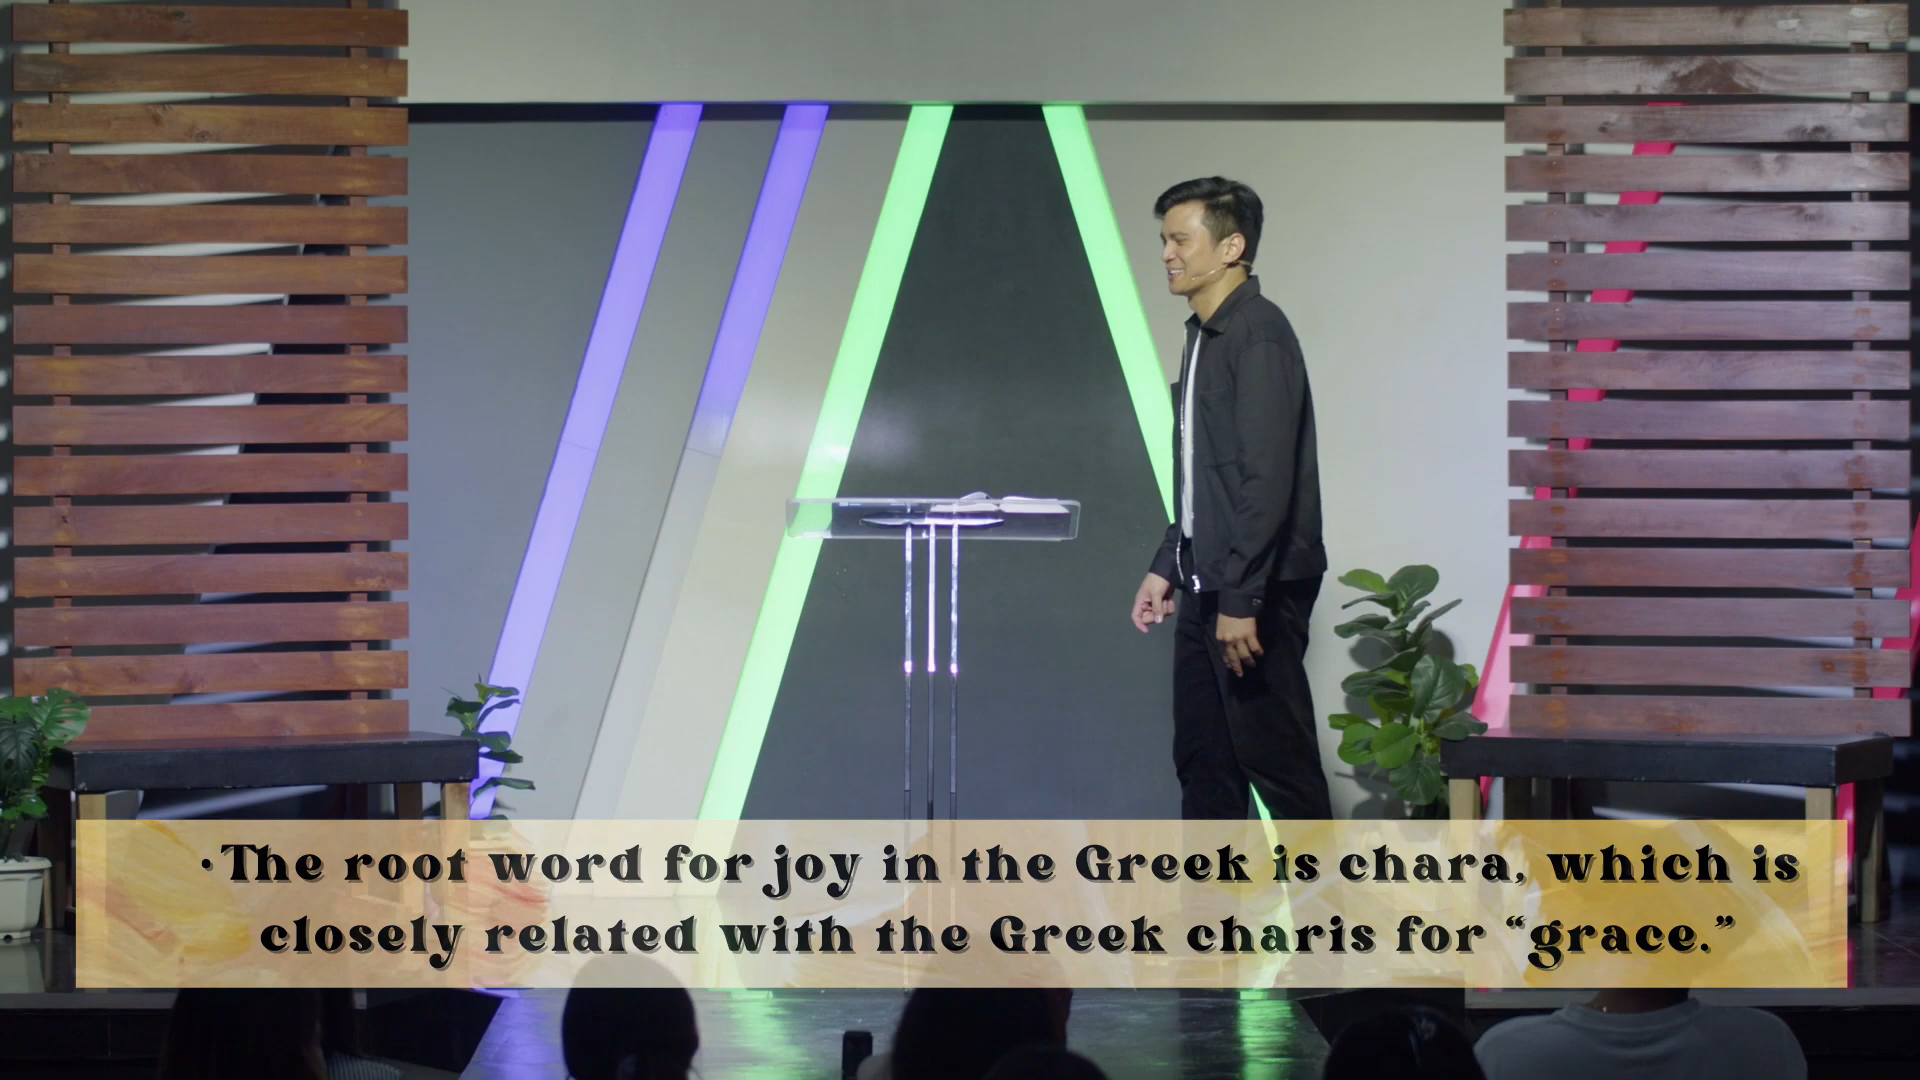 ·The root word for joy in the Greek is chara, which is
closely related with the Greek charis for “grace.”